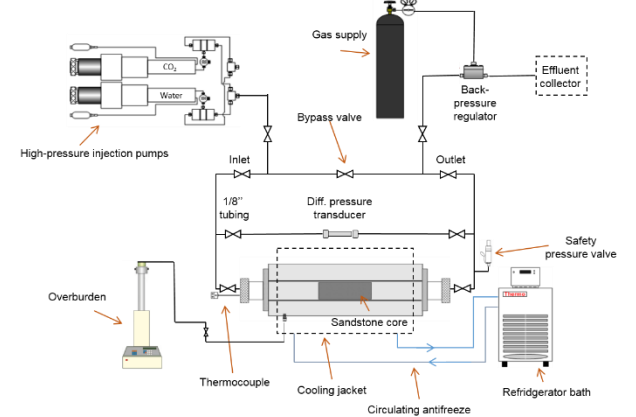 Gas supply
CO₂
Water
Effluent
collector
Back-
pressure
regulator
High-pressure injection pumps
Bypass valve
Inlet
Outlet
1/8"
tubing
Diff. pressure
transducer
Safety
pressure valve
Overburden
Thermo
Sandstone core
Thermocouple
Cooling jacket
Refridgerator bath
Circulating antifreeze